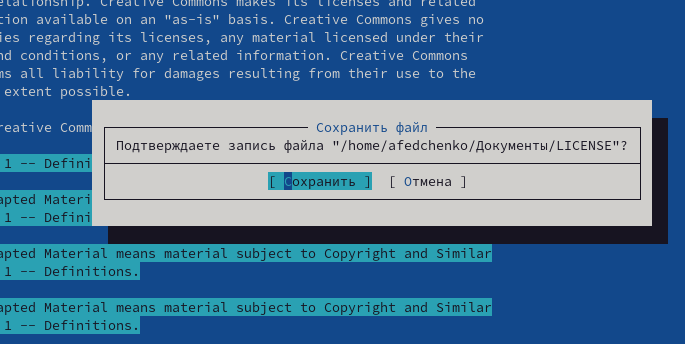 elationship. Creative Commons makes its licenses and related
tion available on an "as-is" basis. Creative Commons gives no
ies regarding its licenses, any material licensed under their
nd conditions, or any related information. Creative Commons
ms all liability for damages resulting from their use to the
extent possible.
reative Comm
Сохранить файл
Подтверждаете запись файла "/home/afedchenko/Документы/LICENSE"?
1 -- Defini
[ Сохранить ] [ Отмена ]
apted Material
1 -- Defini
apted Material means material subject to Copyright and Similar
1 -- Definitions.
apted Material means material subject to Copyright and Similar
1 -- Definitions.